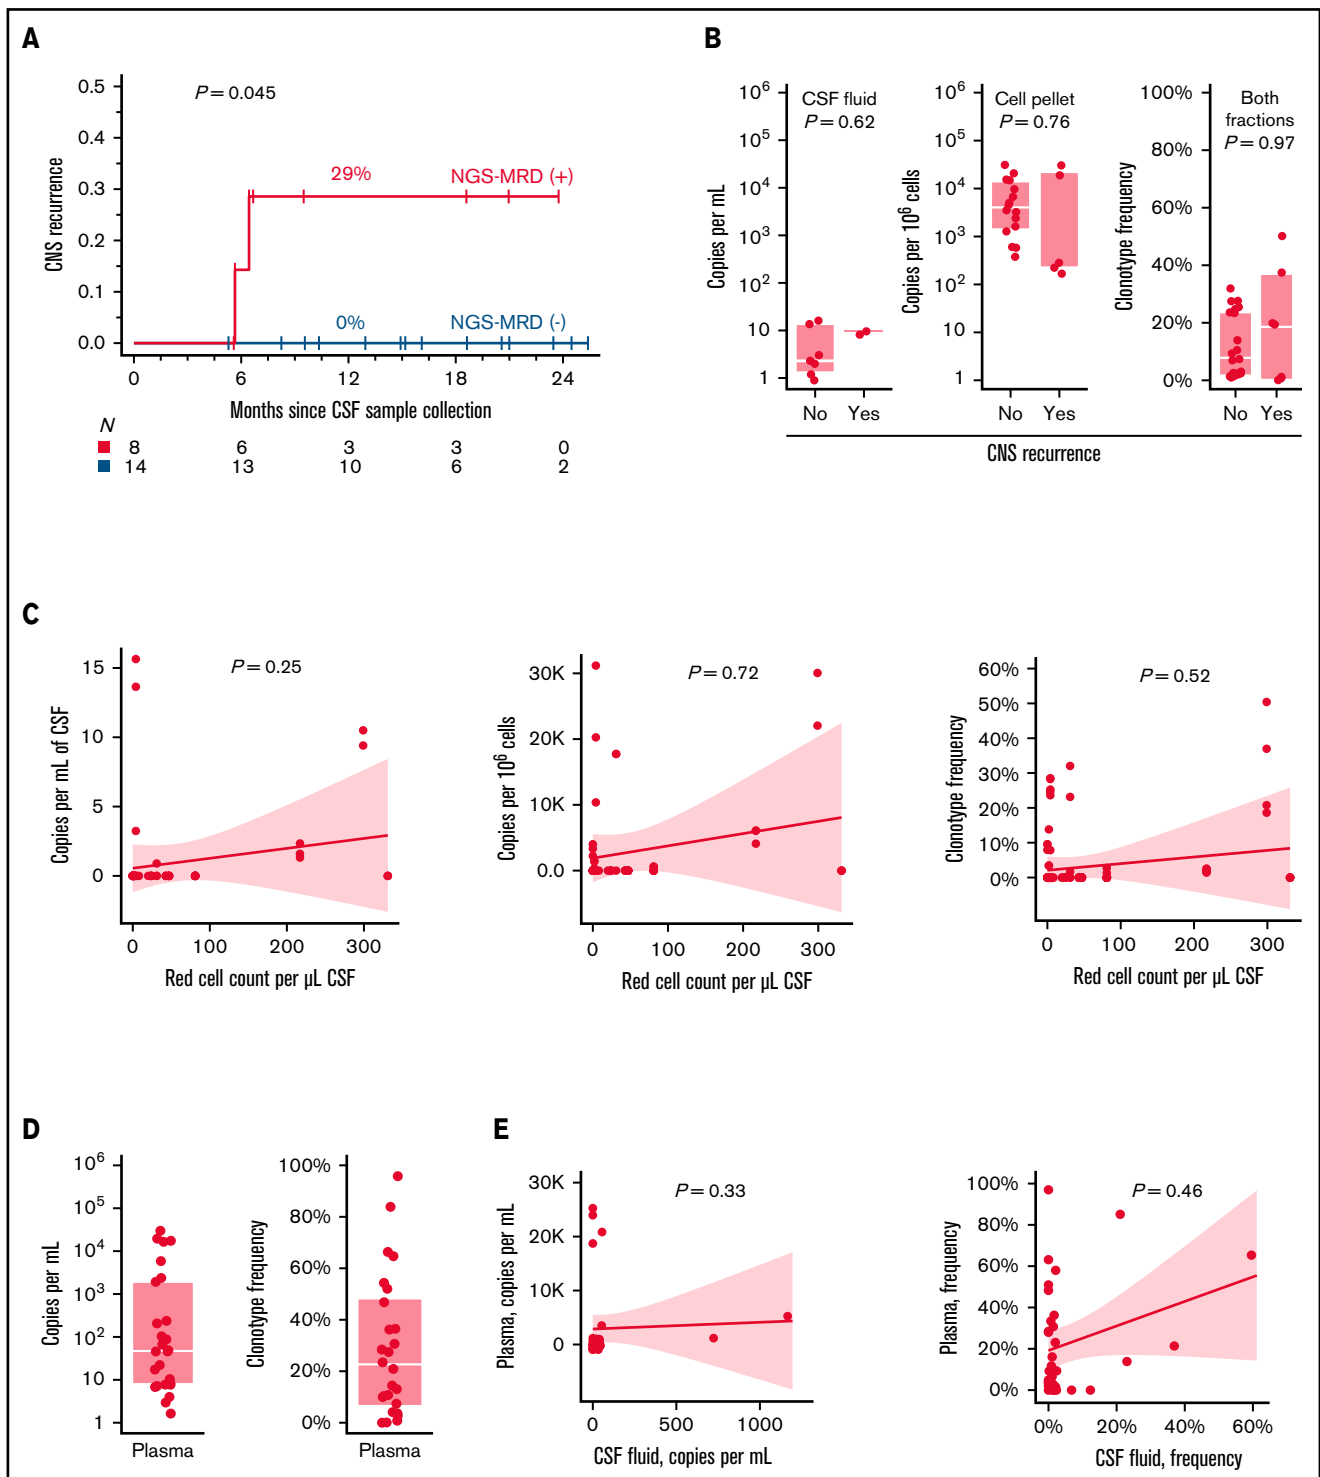 A
P = 0.045
CNS recurrence
0.5
0.4
0.3
0.2
0.1
0.0
29%
NGS-MRD (+)
0%
NGS-MRD (-)
0 6 12 18 24
Months since CSF sample collection
N
8 6 3 3 0
14 13 10 6 2
B
Copies per mL
10⁶
10⁵
10⁴
10³
10²
10
1
CSF fluid
P = 0.62
No Yes
Copies per 10⁶ cells
10⁶
10⁵
10⁴
10³
10²
10
1
Cell pellet
P = 0.76
No Yes
Clonotype frequency
100%
80%
60%
40%
20%
0%
Both
fractions
P = 0.97
No Yes
CNS recurrence
C
Copies per mL of CSF
15
10
5
0
P = 0.25
0 100 200 300
Red cell count per µL CSF
Copies per 10⁶ cells
30K
20K
10K
0.0
P = 0.72
0 100 200 300
Red cell count per µL CSF
Clonotype frequency
60%
50%
40%
30%
20%
10%
0%
P = 0.52
0 100 200 300
Red cell count per µL CSF
D
Copies per mL
10⁶
10⁵
10⁴
10³
10²
10
1
Plasma
Clonotype frequency
100%
80%
60%
40%
20%
0%
Plasma
E
Plasma, copies per mL
30K
20K
10K
0
P = 0.33
0 500 1000
CSF fluid, copies per mL
Plasma, frequency
100%
80%
60%
40%
20%
0%
P = 0.46
0% 20% 40% 60%
CSF fluid, frequency